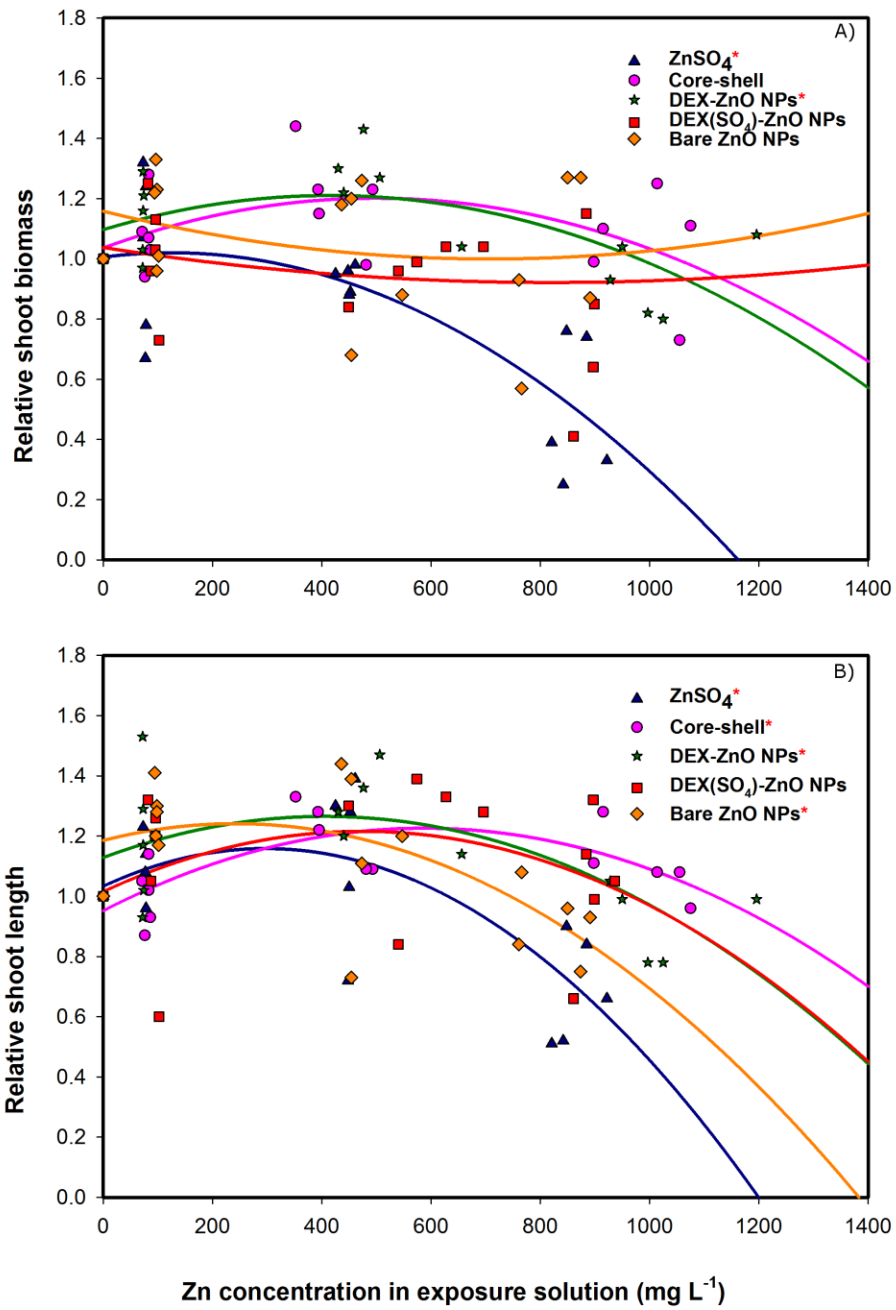 A)
ZnSO4*
Core-shell
DEX-ZnO NPs*
DEX(SO4)-ZnO NPs
Bare ZnO NPs
Relative shoot biomass
1.8
1.6
1.4
1.2
1.0
0.8
0.6
0.4
0.2
0.0
0 200 400 600 800 1000 1200 1400
B)
ZnSO4*
Core-shell*
DEX-ZnO NPs*
DEX(SO4)-ZnO NPs
Bare ZnO NPs*
Relative shoot length
1.8
1.6
1.4
1.2
1.0
0.8
0.6
0.4
0.2
0.0
0 200 400 600 800 1000 1200 1400
Zn concentration in exposure solution (mg L-1)